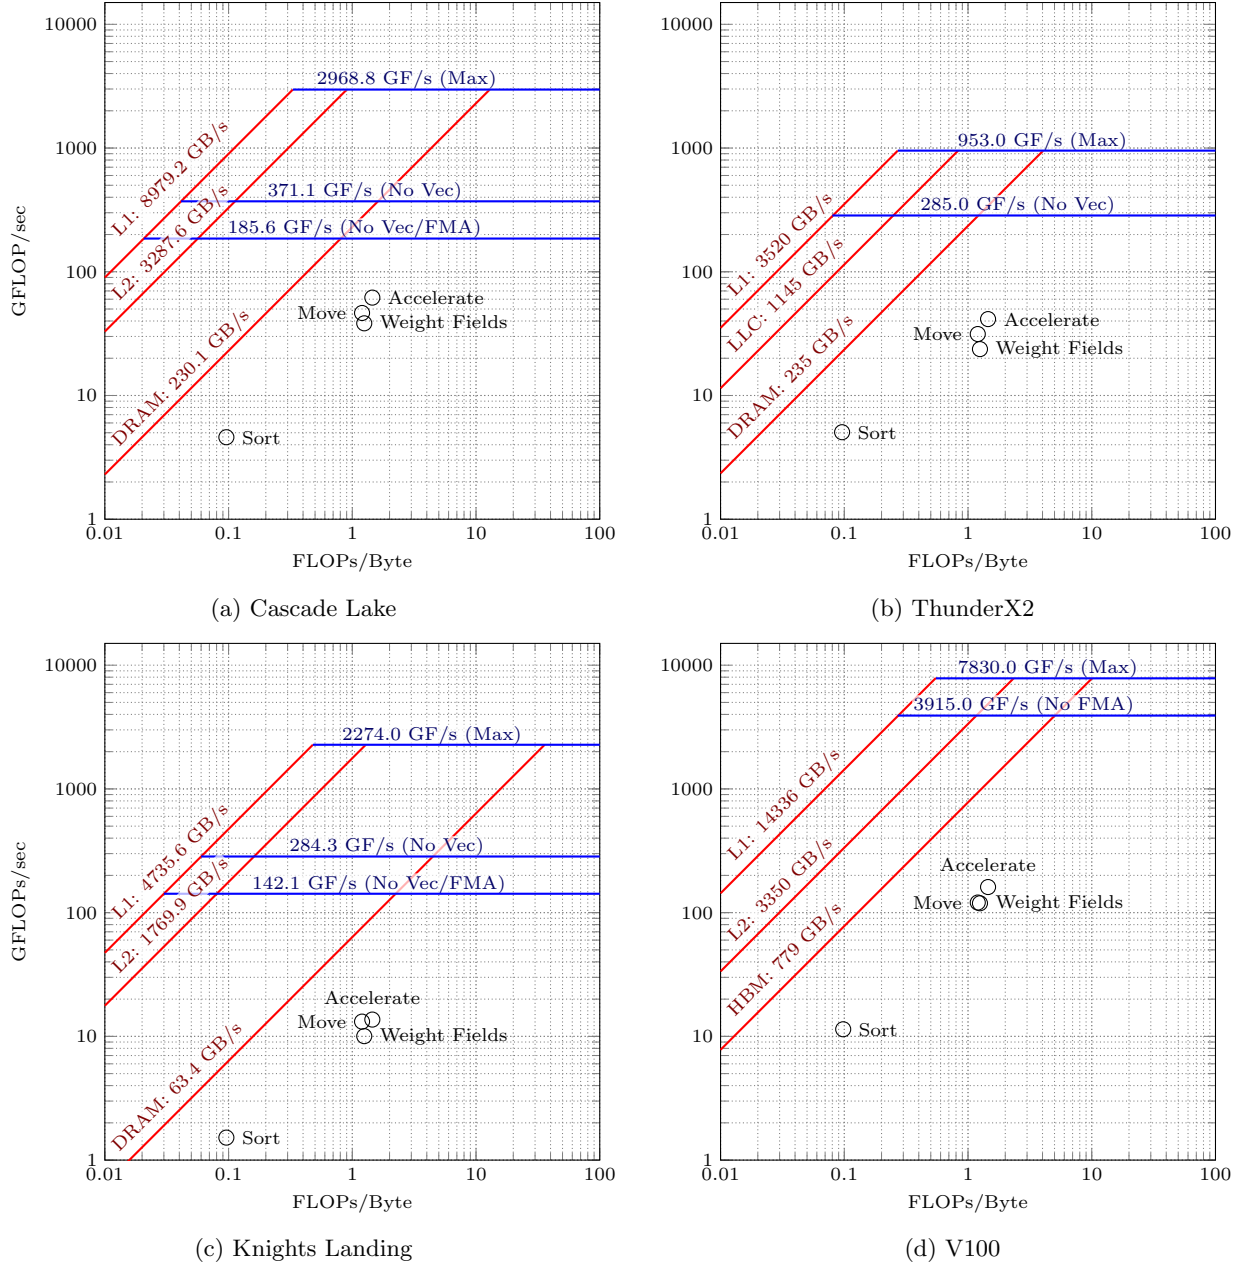 10000
1000
100
10
1
GFLOP/sec
2968.8 GF/s (Max)
371.1 GF/s (No Vec)
185.6 GF/s (No Vec/FMA)
L1: 8979.2 GB/s
L2: 3287.6 GB/s
DRAM: 230.1 GB/s
Accelerate
Move
Weight Fields
Sort
0.01 0.1 1 10 100
FLOPs/Byte
(a) Cascade Lake
10000
1000
100
10
1
953.0 GF/s (Max)
285.0 GF/s (No Vec)
L1: 3520 GB/s
LLC: 1145 GB/s
DRAM: 235 GB/s
Accelerate
Move
Weight Fields
Sort
0.01 0.1 1 10 100
FLOPs/Byte
(b) ThunderX2
10000
1000
100
10
1
GFLOPs/sec
2274.0 GF/s (Max)
284.3 GF/s (No Vec)
142.1 GF/s (No Vec/FMA)
L1: 4735.6 GB/s
L2: 1769.9 GB/s
DRAM: 63.4 GB/s
Accelerate
Move
Weight Fields
Sort
0.01 0.1 1 10 100
FLOPs/Byte
(c) Knights Landing
10000
1000
100
10
1
7830.0 GF/s (Max)
3915.0 GF/s (No FMA)
L1: 14336 GB/s
L2: 3350 GB/s
HBM: 779 GB/s
Accelerate
Move
Weight Fields
Sort
0.01 0.1 1 10 100
FLOPs/Byte
(d) V100